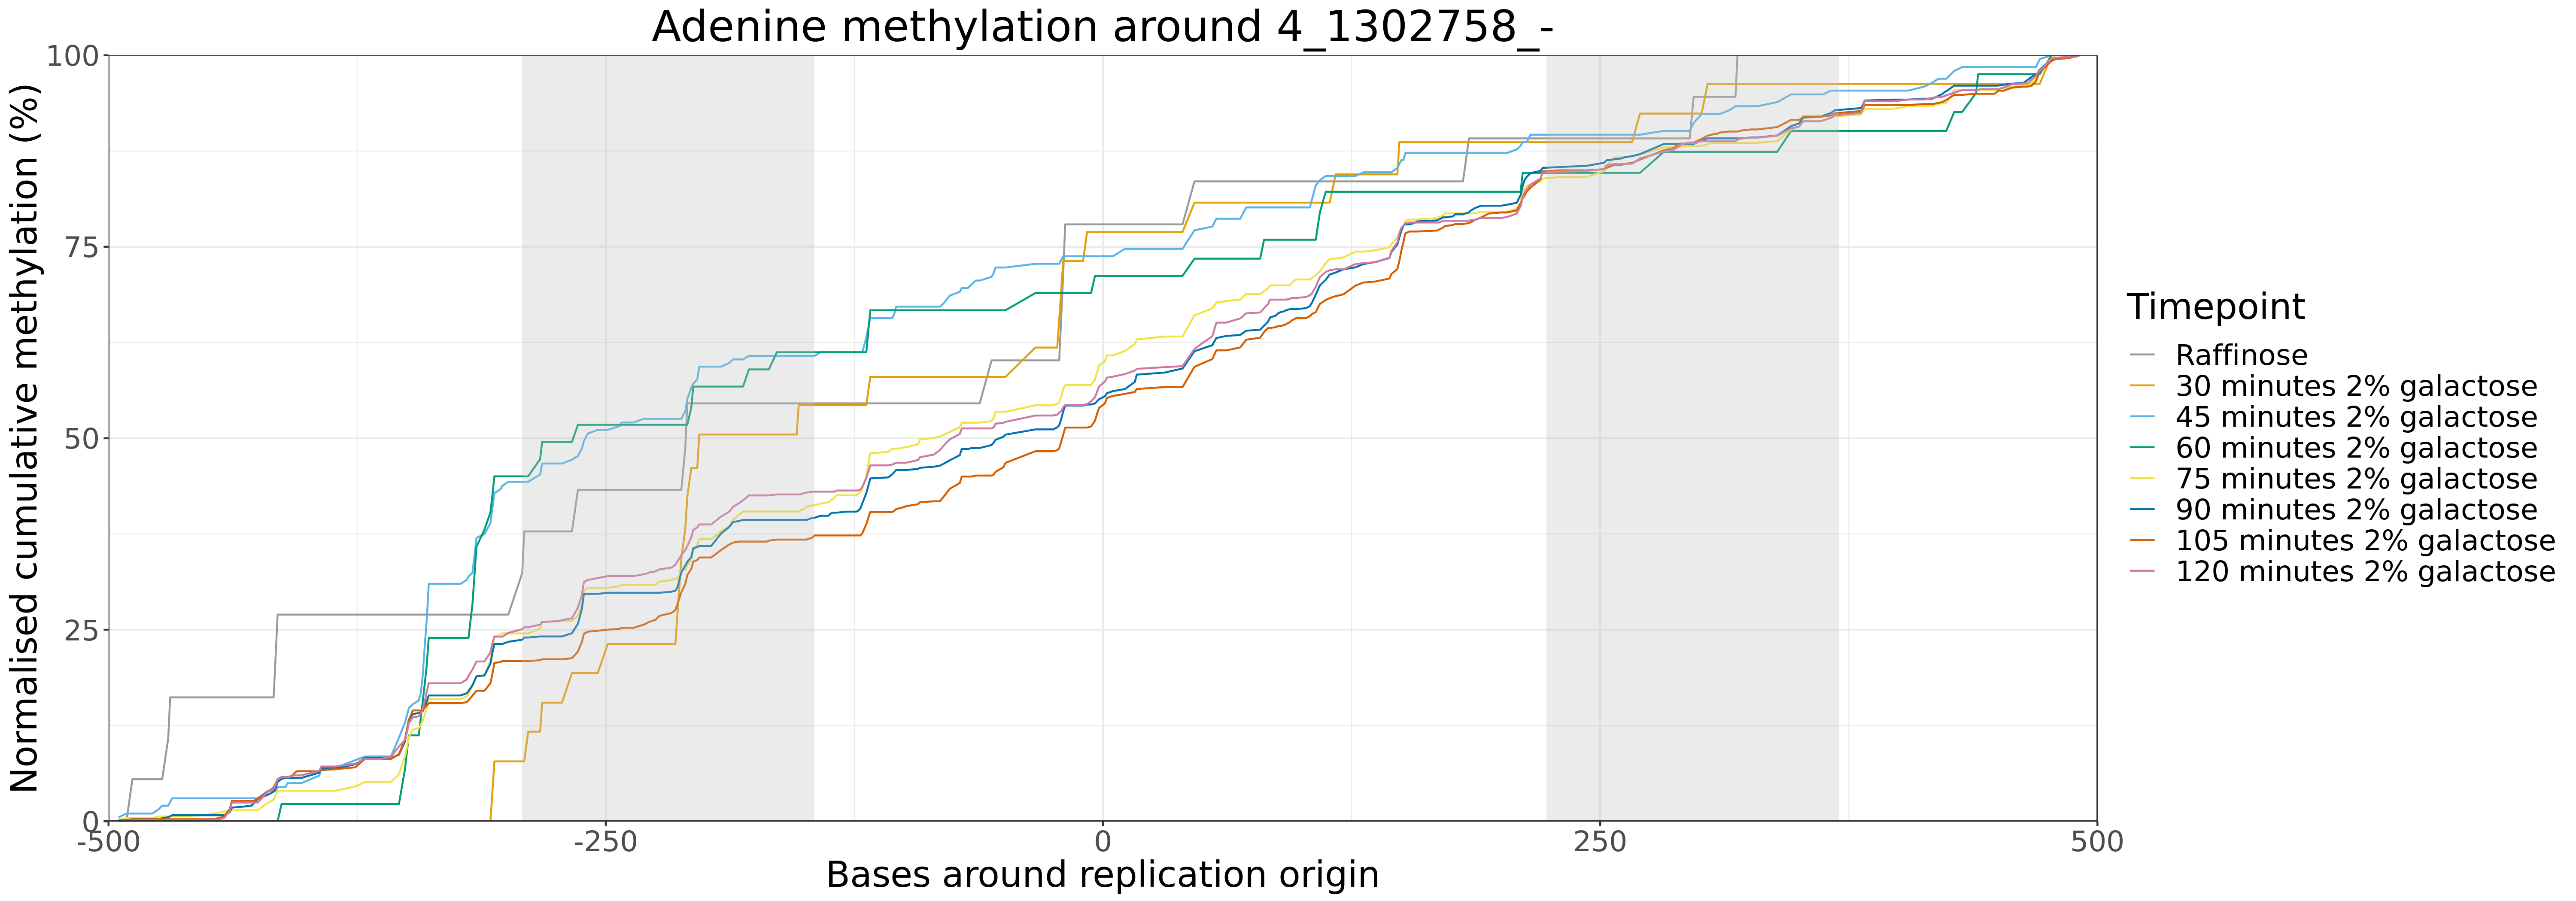 Adenine methylation around 4_1302758_-
Normalised cumulative methylation (%)
100
75
50
25
0
-500
-250
0
250
500
Bases around replication origin
Timepoint
Raffinose
30 minutes 2% galactose
45 minutes 2% galactose
60 minutes 2% galactose
75 minutes 2% galactose
90 minutes 2% galactose
105 minutes 2% galactose
120 minutes 2% galactose